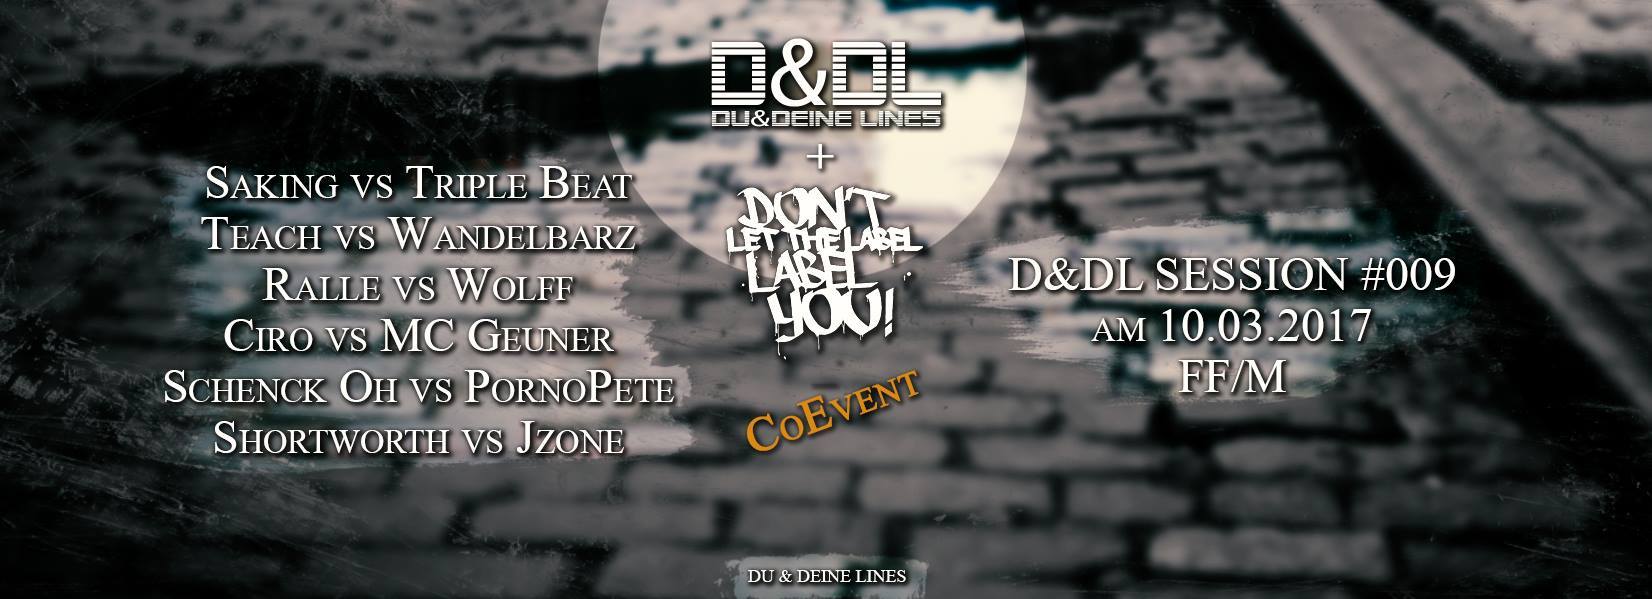 D&DL
DU&DEINE LINES
+
DON'T
LET THE LABEL
LABEL
YOU!
CoEvent
Saking vs Triple Beat
Teach vs Wandelbarz
Ralle vs Wolff
Ciro vs MC Geuner
Schenck Oh vs PornoPete
Shortworth vs Jzone
D&DL SESSION #009
am 10.03.2017
FF/M
DU & DEINE LINES